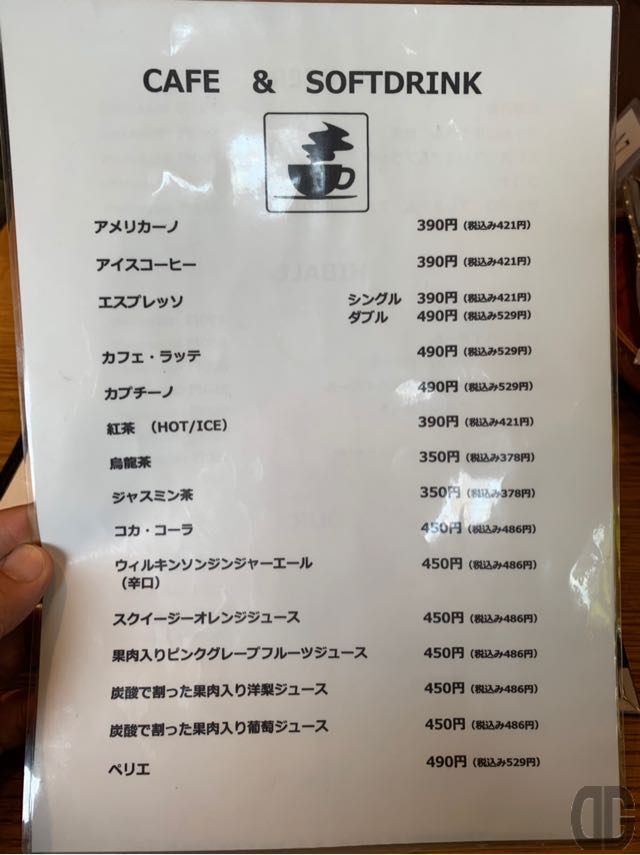 CAFE & SOFTDRINK
アメリカーノ 390円(税込み421円)
アイスコーヒー 390円(税込み421円)
エスプレッソ シングル 390円(税込み421円)
ダブル 490円(税込み529円)
カフェ・ラッテ 490円(税込み529円)
カプチーノ 490円(税込み529円)
紅茶 (HOT/ICE) 390円(税込み421円)
烏龍茶 350円(税込み378円)
ジャスミン茶 350円(税込み378円)
コカ・コーラ 450円(税込み486円)
ウィルキンソンジンジャーエール 450円(税込み486円)
(辛口)
スクイージーオレンジジュース 450円(税込み486円)
果肉入りピンクグレープフルーツジュース 450円(税込み486円)
炭酸で割った果肉入り洋梨ジュース 450円(税込み486円)
炭酸で割った果肉入り葡萄ジュース 450円(税込み486円)
ペリエ 490円(税込み529円)